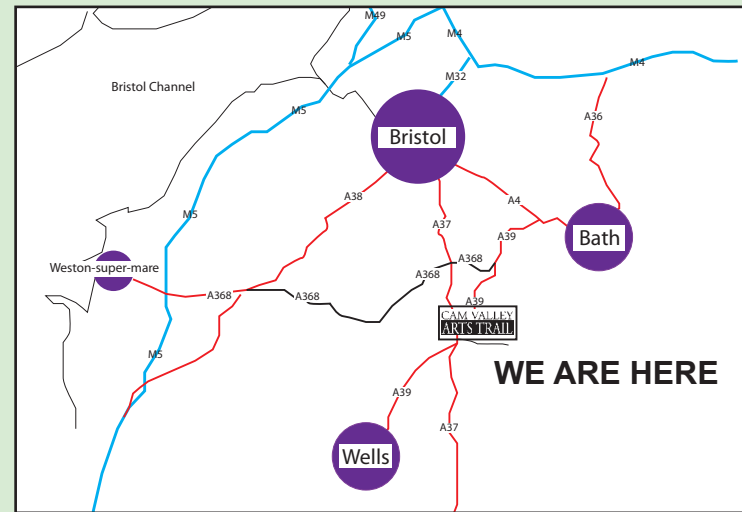 M49
M5
M4
M4
M32
Bristol Channel
M5
A36
Bristol
A38
A4
M5
A37
A39
Bath
A368
Weston-super-mare
A368
A368
A368
A39
CAM VALLEY
ARTS TRAIL
M5
WE ARE HERE
A39
A37
Wells